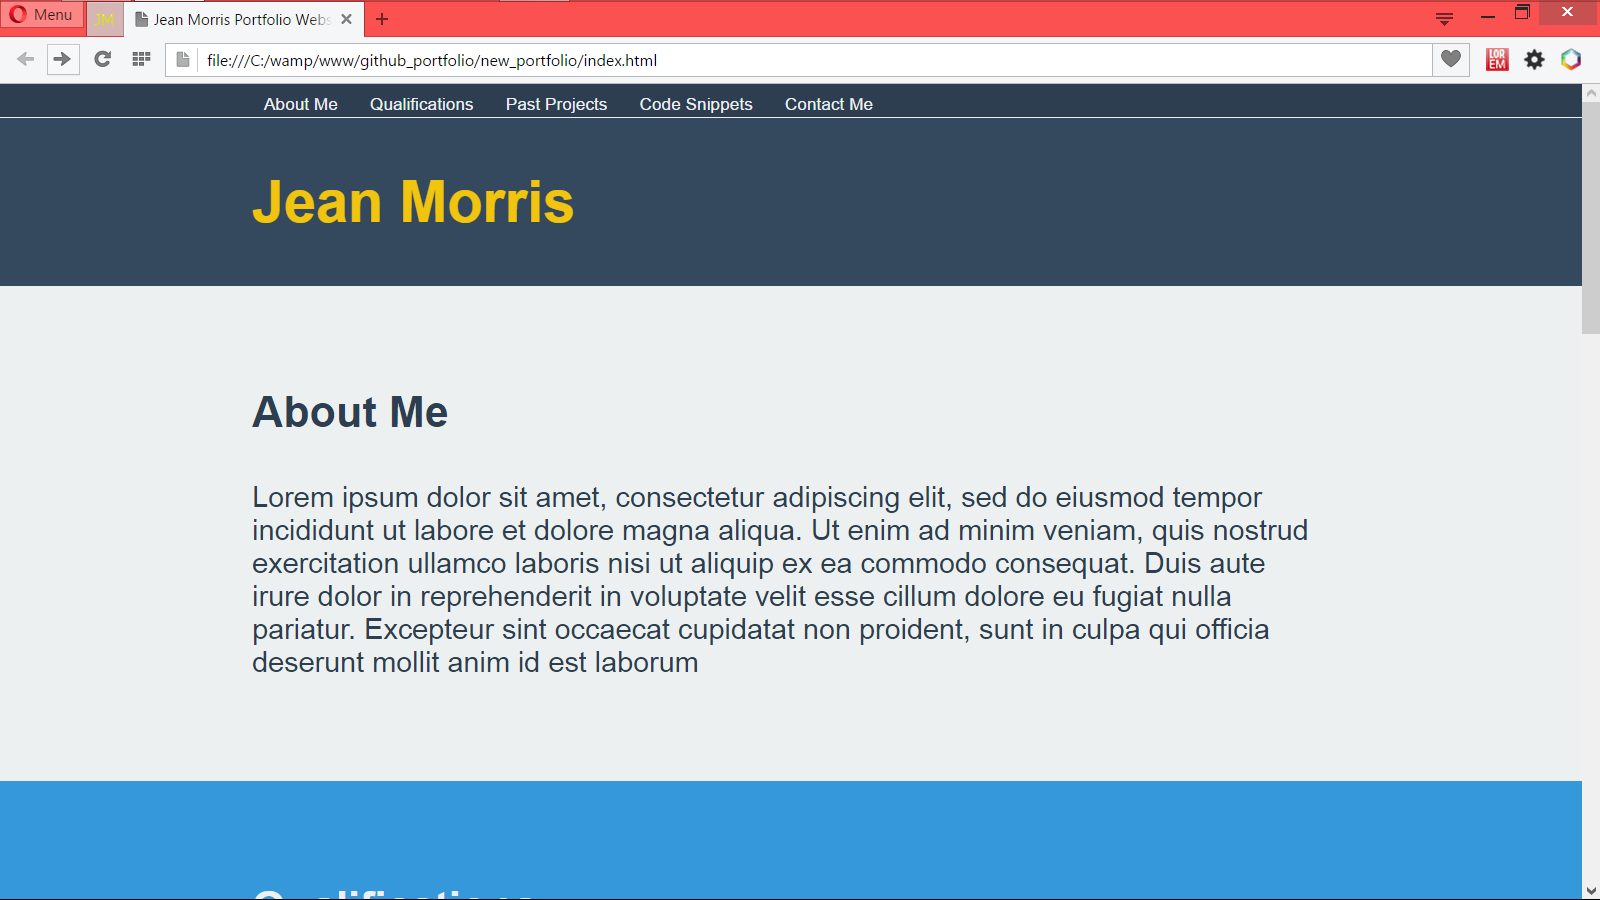 Menu
JM
Jean Morris Portfolio Webs
file:///C:/wamp/www/github_portfolio/new_portfolio/index.html
LOR
EM
About Me Qualifications Past Projects Code Snippets Contact Me
Jean Morris
About Me
Lorem ipsum dolor sit amet, consectetur adipiscing elit, sed do eiusmod tempor
incididunt ut labore et dolore magna aliqua. Ut enim ad minim veniam, quis nostrud
exercitation ullamco laboris nisi ut aliquip ex ea commodo consequat. Duis aute
irure dolor in reprehenderit in voluptate velit esse cillum dolore eu fugiat nulla
pariatur. Excepteur sint occaecat cupidatat non proident, sunt in culpa qui officia
deserunt mollit anim id est laborum
Qualifications